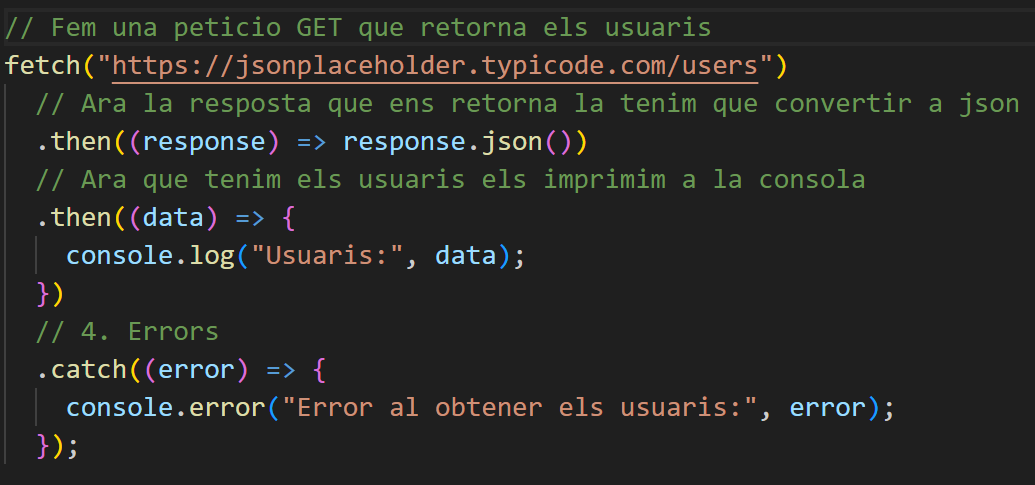 // Fem una peticio GET que retorna els usuaris
fetch("https://jsonplaceholder.typicode.com/users")
// Ara la resposta que ens retorna la tenim que convertir a json
.then((response) => response.json())
// Ara que tenim els usuaris els imprimim a la consola
.then((data) => {
console.log("Usuaris:", data);
})
// 4. Errors
.catch((error) => {
console.error("Error al obtener els usuaris:", error);
});